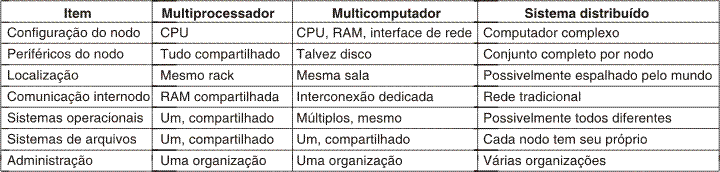 Item Multiprocessador Multicomputador Sistema distribuído
Configuração do nodo CPU CPU, RAM, interface de rede Computador complexo
Periféricos do nodo Tudo compartilhado Talvez disco Conjunto completo por nodo
Localização Mesmo rack Mesma sala Possivelmente espalhado pelo mundo
Comunicação internodo RAM compartilhada Interconexão dedicada Rede tradicional
Sistemas operacionais Um, compartilhado Múltiplos, mesmo Possivelmente todos diferentes
Sistemas de arquivos Um, compartilhado Um, compartilhado Cada nodo tem seu próprio
Administração Uma organização Uma organização Várias organizações